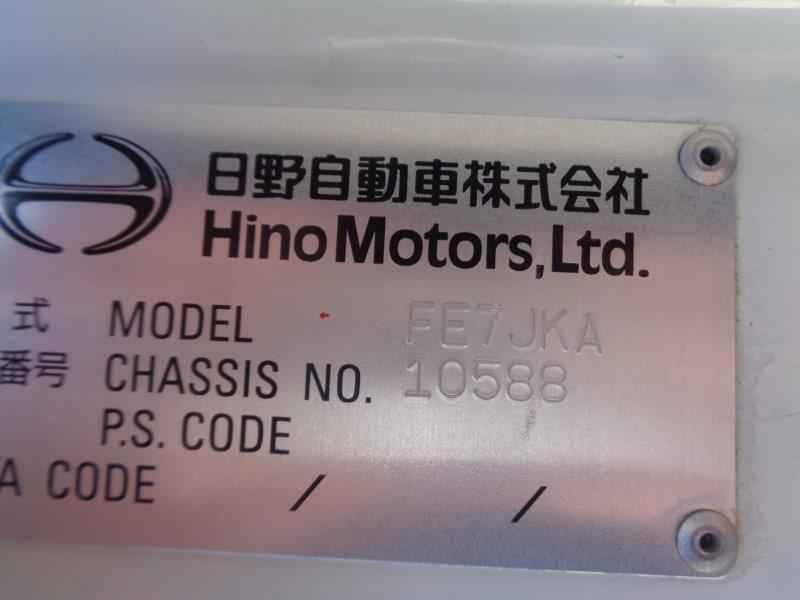 日野自動車株式会社
Hino Motors, Ltd.
式 MODEL FE7JKA
番号 CHASSIS NO. 10588
P.S. CODE
A CODE / /